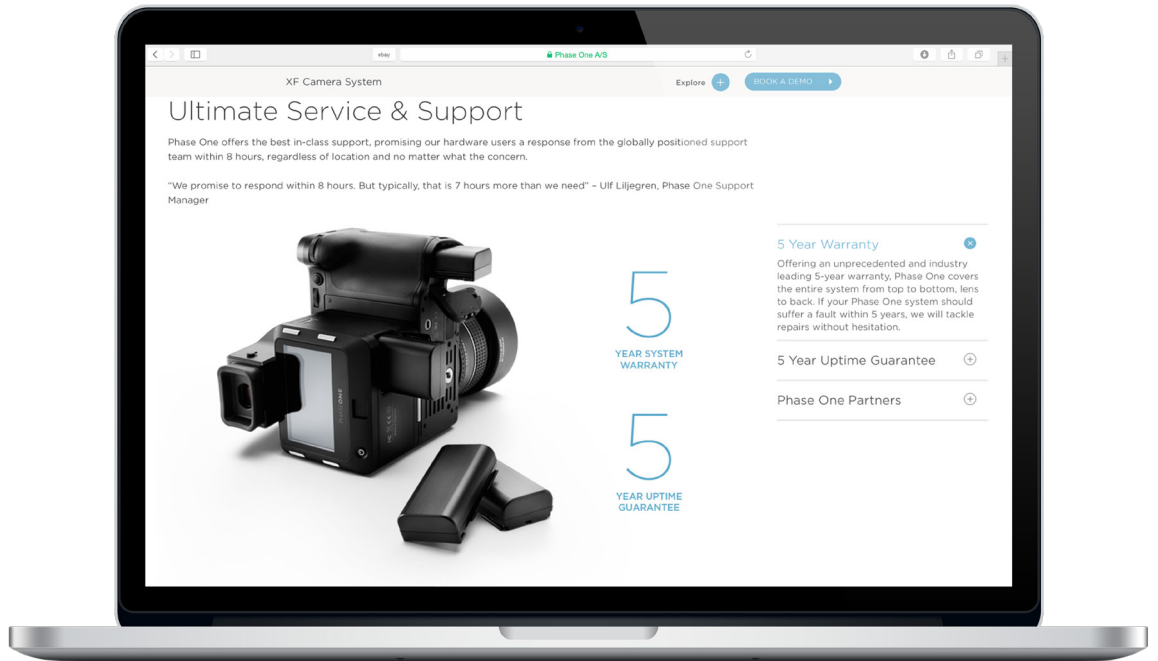 ebay
Phase One A/S
XF Camera System
Explore
BOOK A DEMO
Ultimate Service & Support
Phase One offers the best in-class support, promising our hardware users a response from the globally positioned support
team within 8 hours, regardless of location and no matter what the concern.
“We promise to respond within 8 hours. But typically, that is 7 hours more than we need” – Ulf Liljegren, Phase One Support
Manager
5
YEAR SYSTEM
WARRANTY
5
YEAR UPTIME
GUARANTEE
5 Year Warranty
Offering an unprecedented and industry
leading 5-year warranty, Phase One covers
the entire system from top to bottom, lens
to back. If your Phase One system should
suffer a fault within 5 years, we will tackle
repairs without hesitation.
5 Year Uptime Guarantee
Phase One Partners
PHASEONE